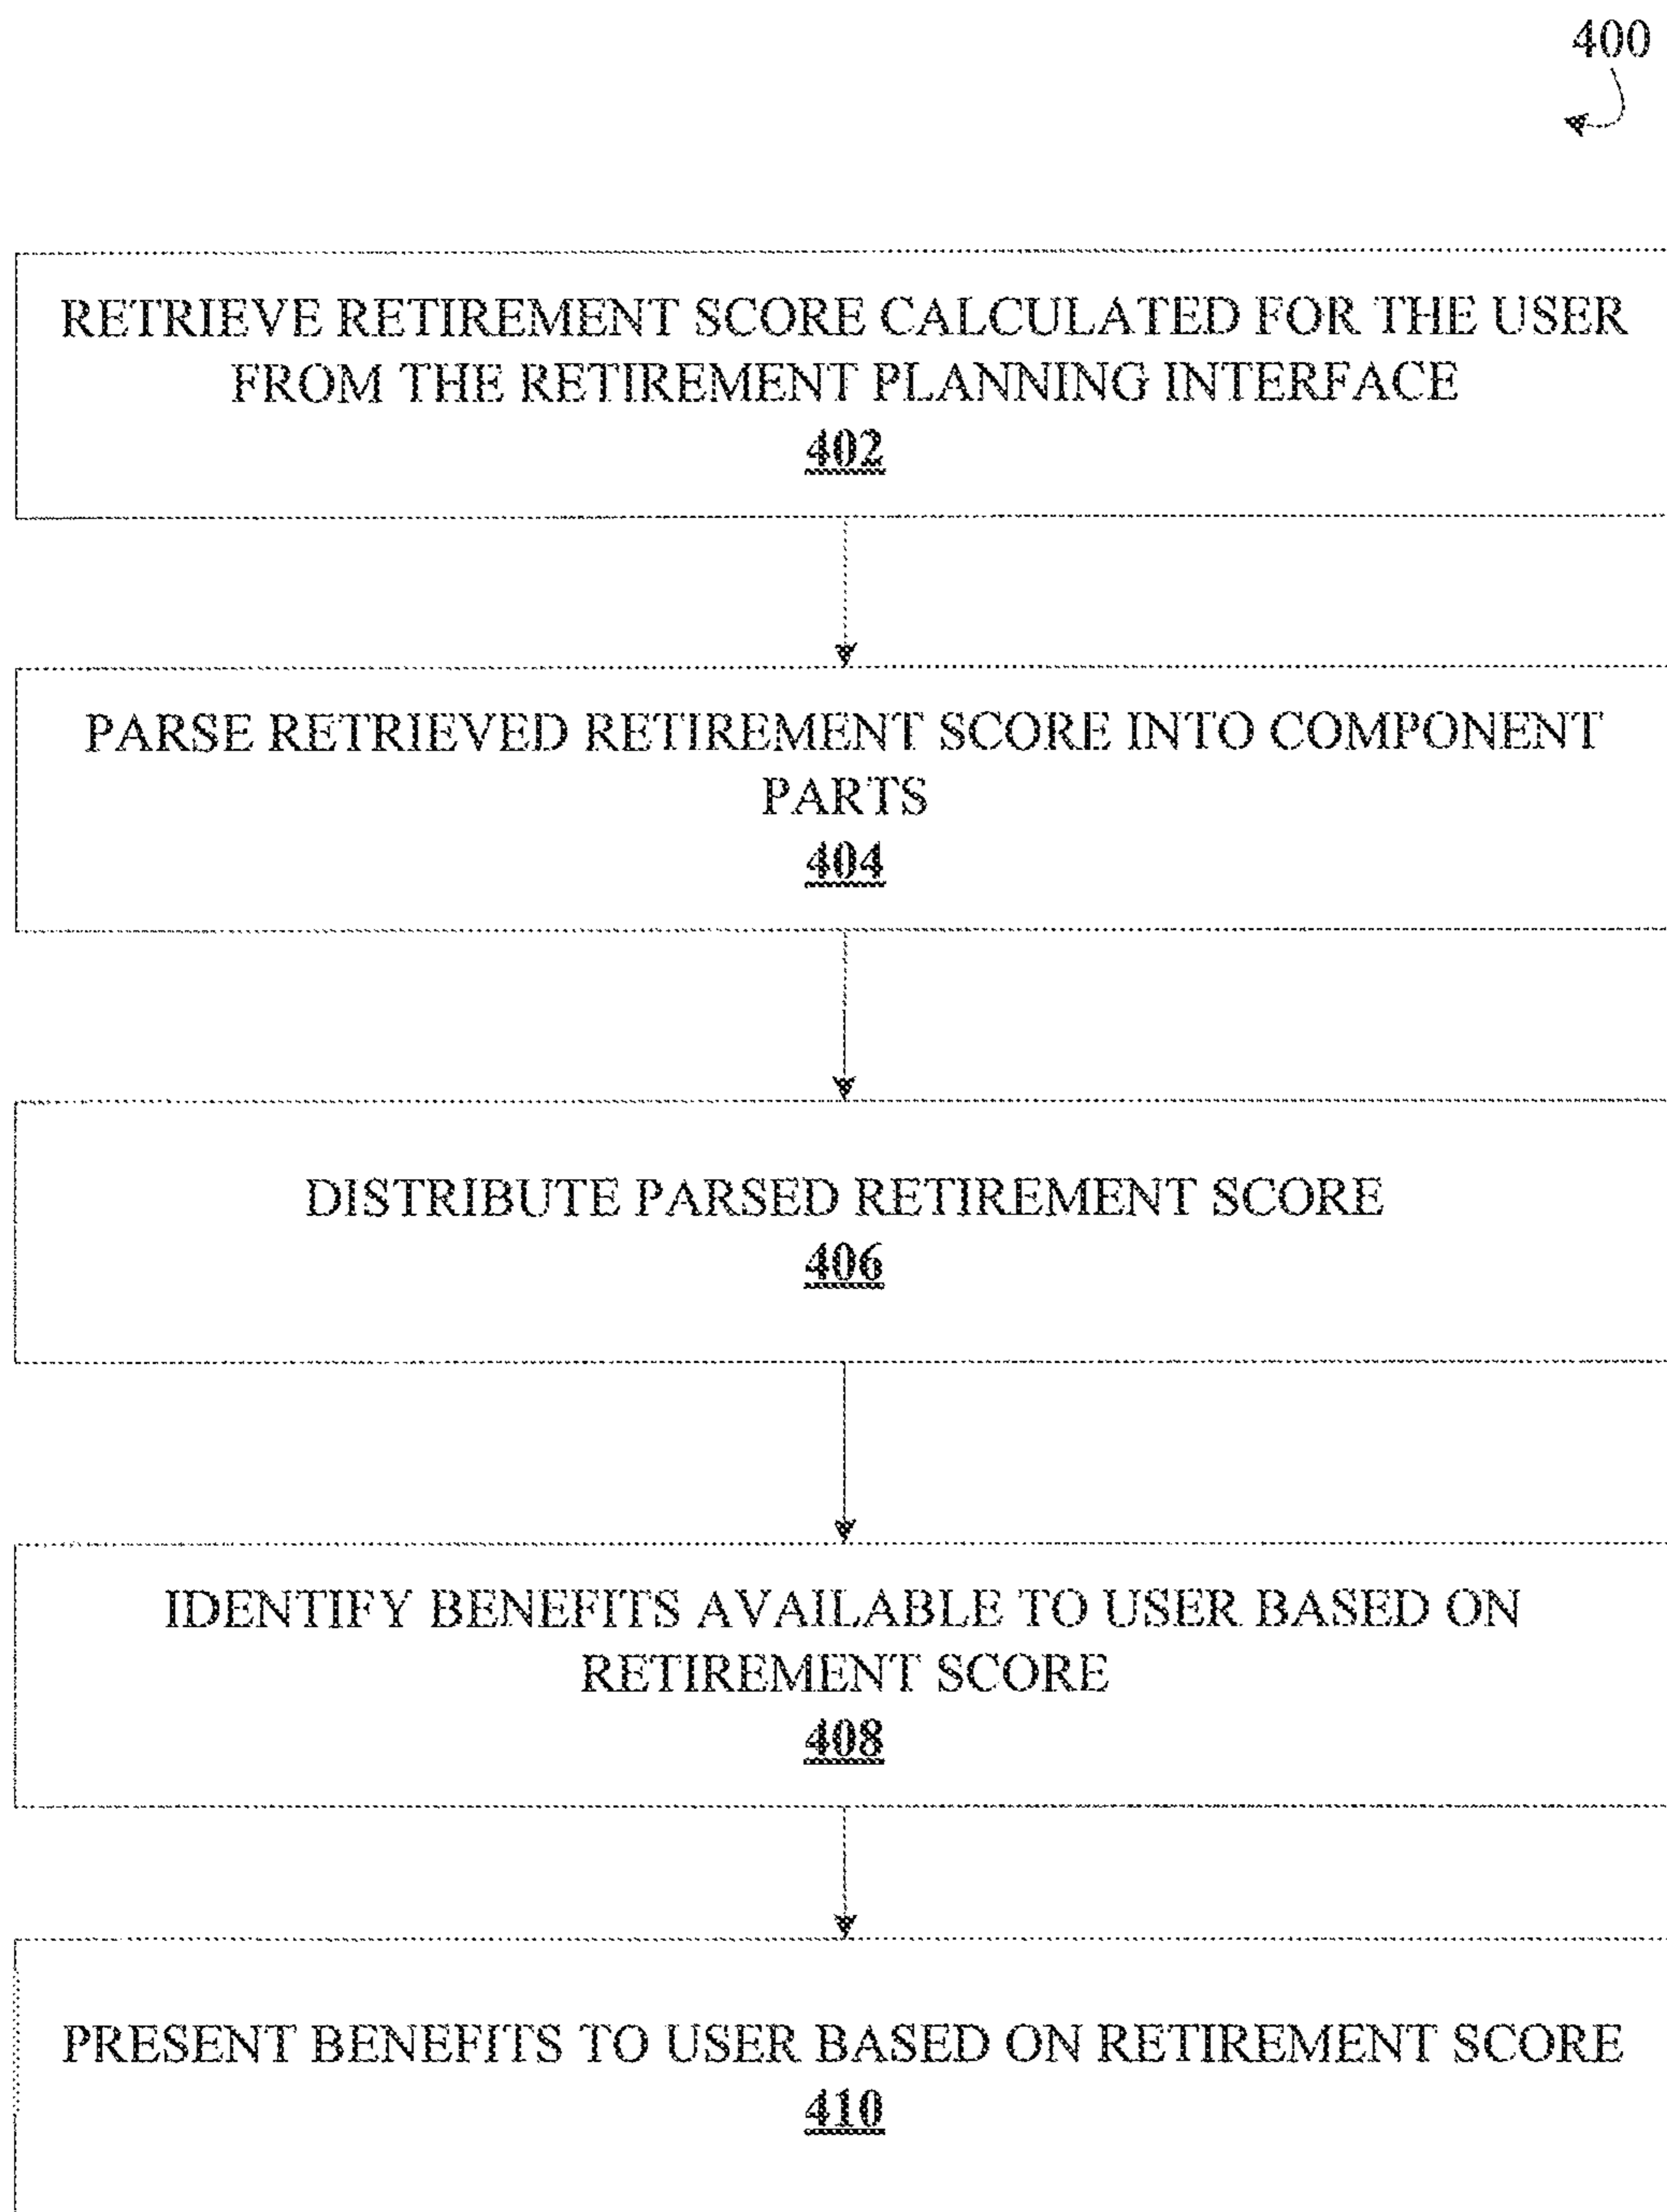 400
RETRIEVE RETIREMENT SCORE CALCULATED FOR THE USER
FROM THE RETIREMENT PLANNING INTERFACE
402
PARSE RETRIEVED RETIREMENT SCORE INTO COMPONENT
PARTS
404
DISTRIBUTE PARSED RETIREMENT SCORE
406
IDENTIFY BENEFITS AVAILABLE TO USER BASED ON
RETIREMENT SCORE
408
PRESENT BENEFITS TO USER BASED ON RETIREMENT SCORE
410